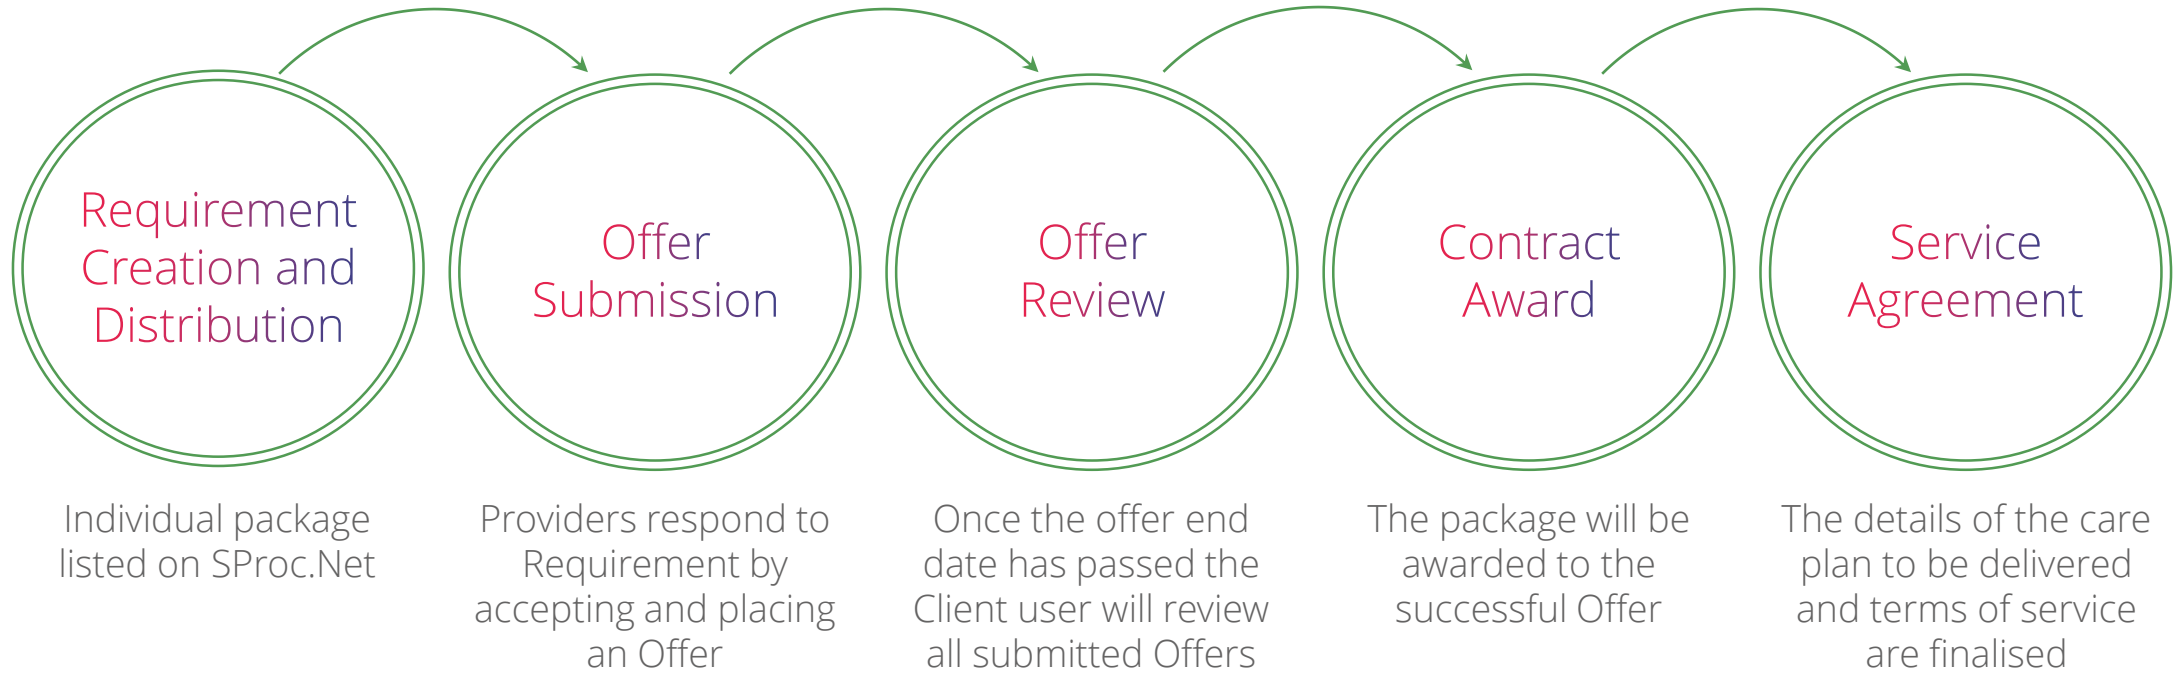 Requirement
Creation and
Distribution
Offer
Submission
Offer
Review
Contract
Award
Service
Agreement
Individual package
listed on SProc.Net
Providers respond to
Requirement by
accepting and placing
an Offer
Once the offer end
date has passed the
Client user will review
all submitted Offers
The package will be
awarded to the
successful Offer
The details of the care
plan to be delivered
and terms of service
are finalised